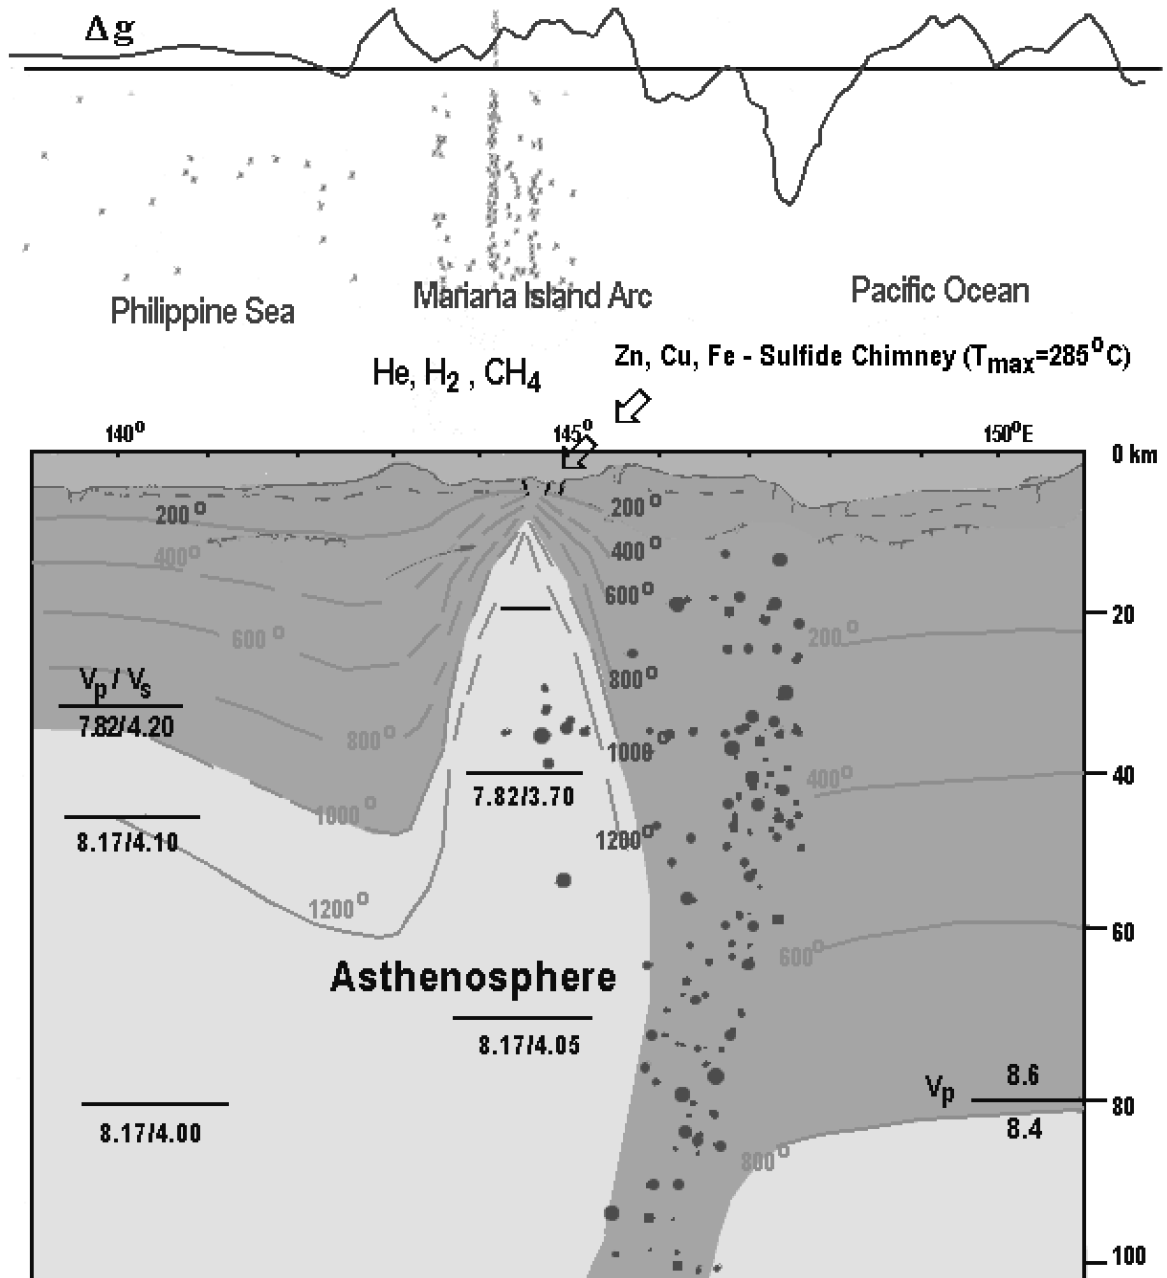 Δg
Philippine Sea
Mariana Island Arc
Pacific Ocean
He, H₂ , CH₄
Zn, Cu, Fe - Sulfide Chimney (Tmax=285°C)
140°
145°
150°E
0 km
200°
200°
400°
400°
600°
600°
20
200°
800°
Vp / Vs
7.82/4.20
800°
1000°
400°
40
7.82/3.70
1000°
1200°
8.17/4.10
1200°
60
600°
Asthenosphere
8.17/4.05
Vp
8.6
80
8.4
8.17/4.00
800°
100